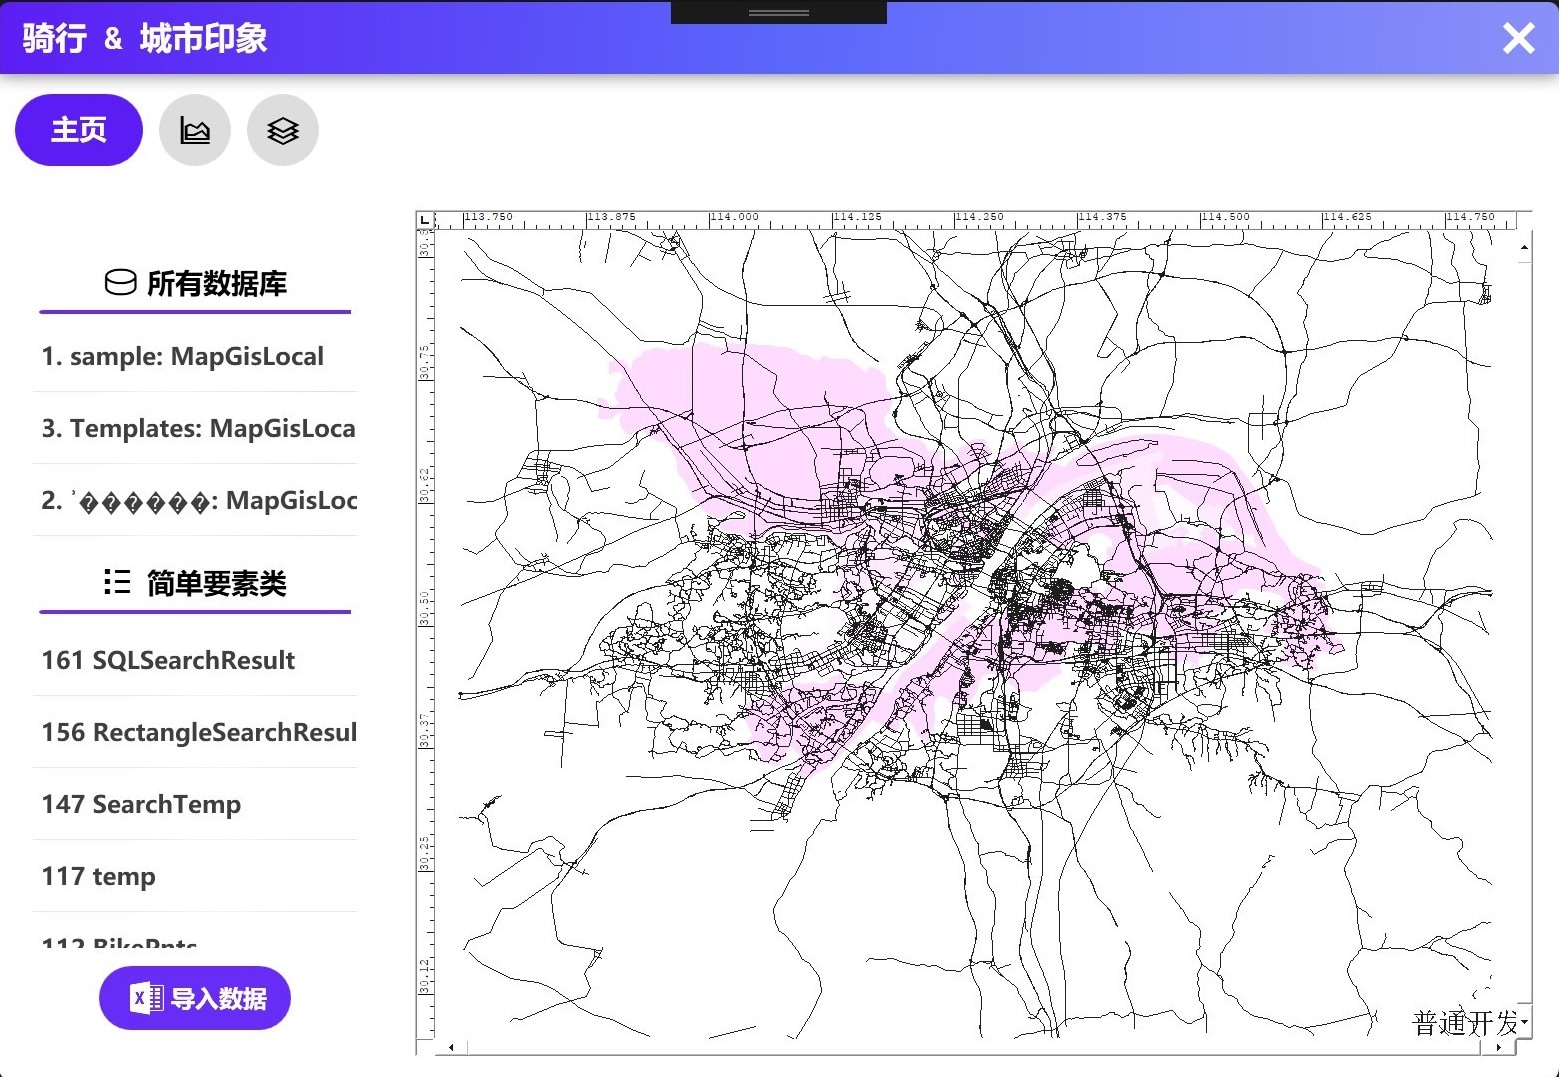 骑行 & 城市印象
主页
所有数据库
1. sample: MapGisLocal
3. Templates: MapGisLoca
2. '������: MapGisLoc
简单要素类
161 SQLSearchResult
156 RectangleSearchResul
147 SearchTemp
117 temp
112 BikePnts
导入数据
113.750 113.875 114.000 114.125 114.250 114.375 114.500 114.625 114.750
30.75
30.62
30.50
30.37
30.25
30.12
普通开发